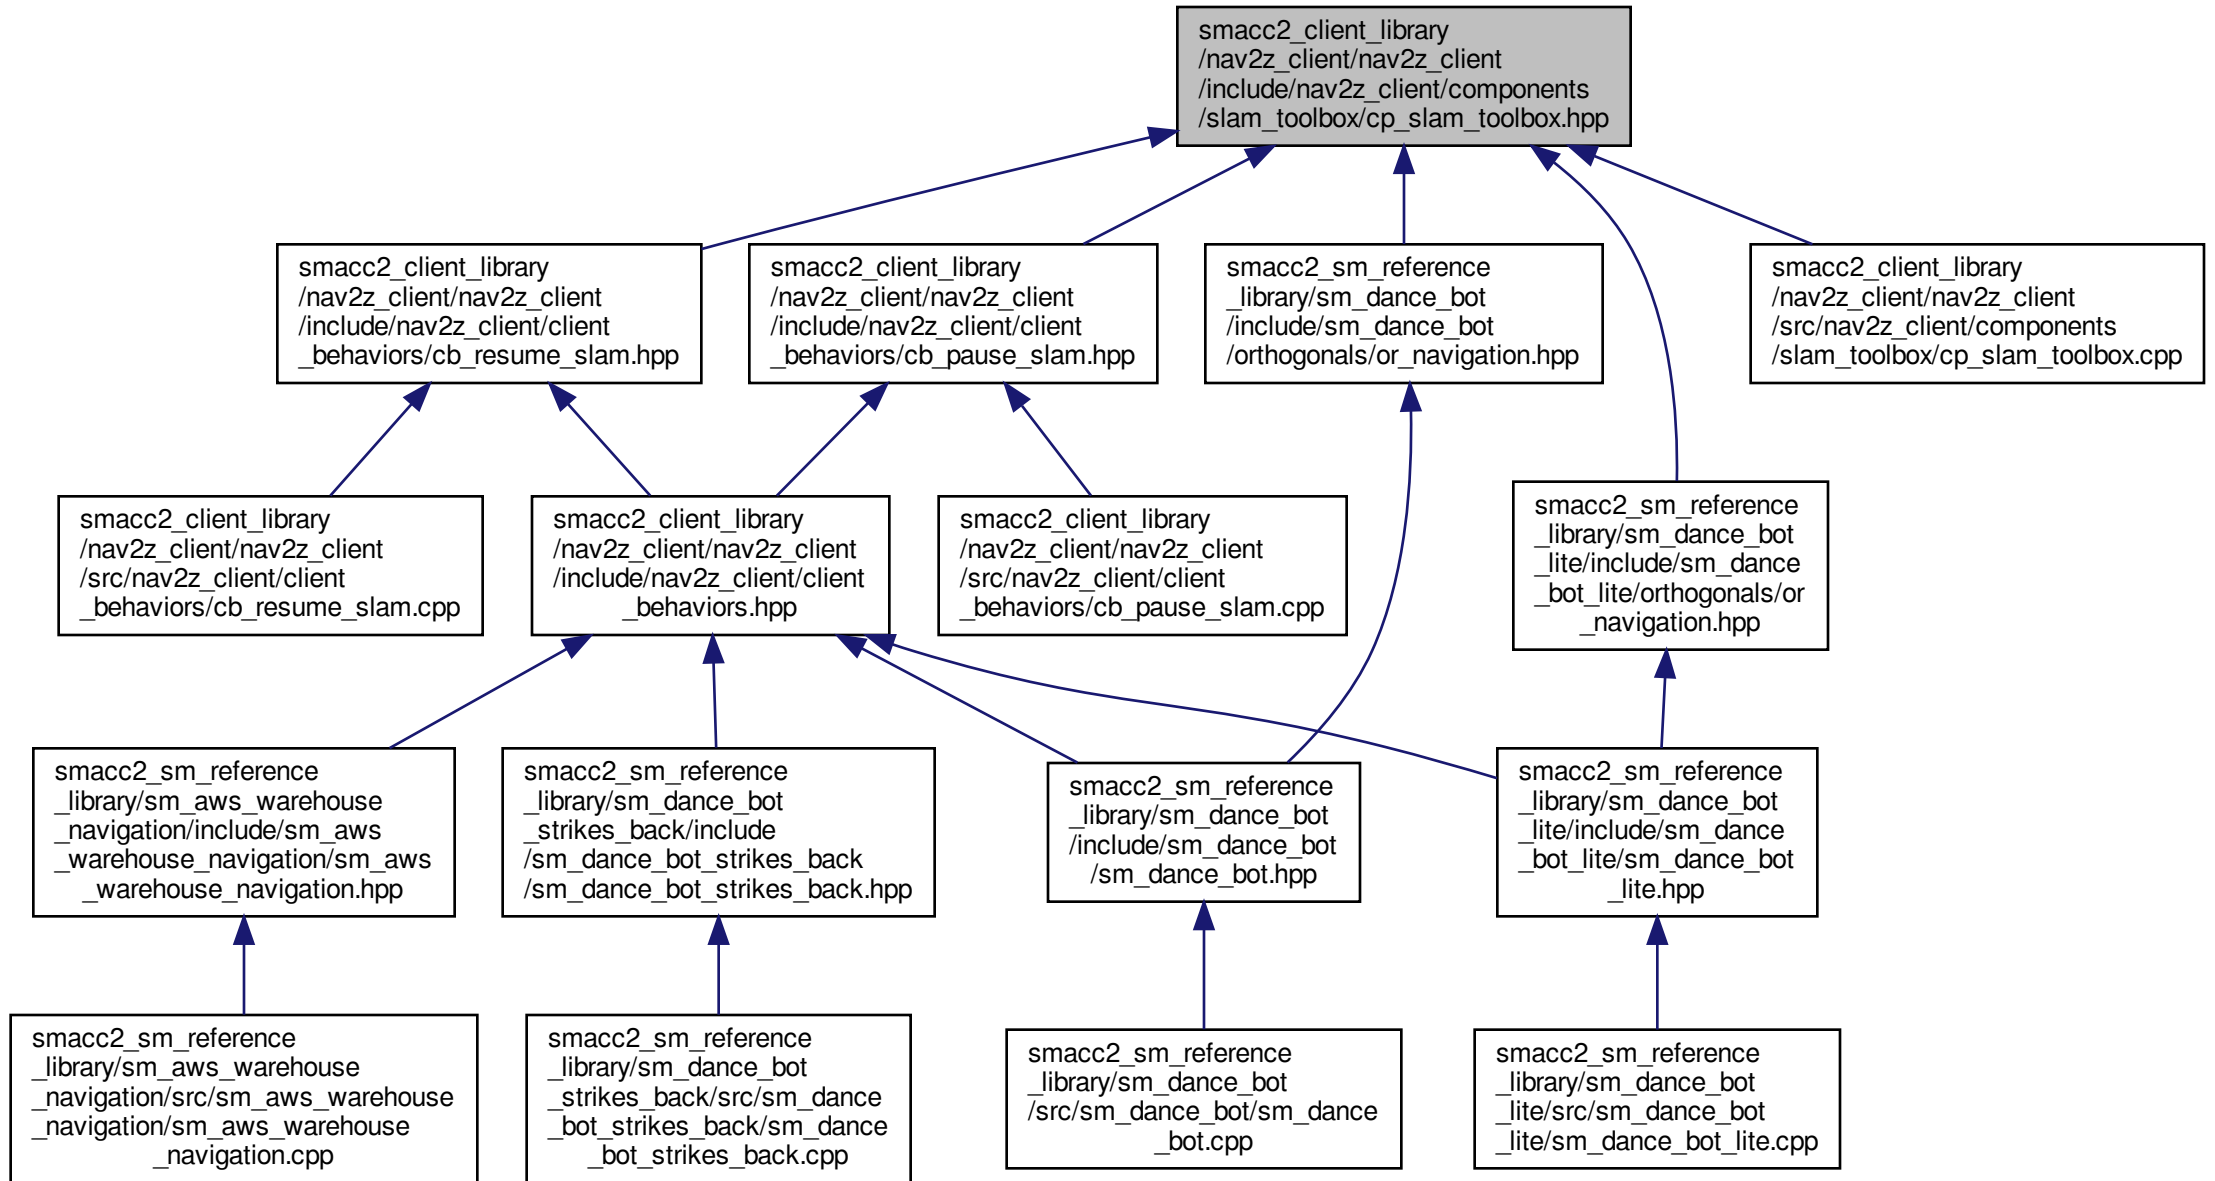 smacc2_client_library
/nav2z_client/nav2z_client
/include/nav2z_client/components
/slam_toolbox/cp_slam_toolbox.hpp
smacc2_client_library
/nav2z_client/nav2z_client
/include/nav2z_client/client
_behaviors/cb_resume_slam.hpp
smacc2_client_library
/nav2z_client/nav2z_client
/include/nav2z_client/client
_behaviors/cb_pause_slam.hpp
smacc2_sm_reference
_library/sm_dance_bot
/include/sm_dance_bot
/orthogonals/or_navigation.hpp
smacc2_client_library
/nav2z_client/nav2z_client
/src/nav2z_client/components
/slam_toolbox/cp_slam_toolbox.cpp
smacc2_client_library
/nav2z_client/nav2z_client
/src/nav2z_client/client
_behaviors/cb_resume_slam.cpp
smacc2_client_library
/nav2z_client/nav2z_client
/include/nav2z_client/client
_behaviors.hpp
smacc2_client_library
/nav2z_client/nav2z_client
/src/nav2z_client/client
_behaviors/cb_pause_slam.cpp
smacc2_sm_reference
_library/sm_dance_bot
_lite/include/sm_dance
_bot_lite/orthogonals/or
_navigation.hpp
smacc2_sm_reference
_library/sm_aws_warehouse
_navigation/include/sm_aws
_warehouse_navigation/sm_aws
_warehouse_navigation.hpp
smacc2_sm_reference
_library/sm_dance_bot
_strikes_back/include
/sm_dance_bot_strikes_back
/sm_dance_bot_strikes_back.hpp
smacc2_sm_reference
_library/sm_dance_bot
/include/sm_dance_bot
/sm_dance_bot.hpp
smacc2_sm_reference
_library/sm_dance_bot
_lite/include/sm_dance
_bot_lite/sm_dance_bot
_lite.hpp
smacc2_sm_reference
_library/sm_aws_warehouse
_navigation/src/sm_aws_warehouse
_navigation/sm_aws_warehouse
_navigation.cpp
smacc2_sm_reference
_library/sm_dance_bot
_strikes_back/src/sm_dance
_bot_strikes_back/sm_dance
_bot_strikes_back.cpp
smacc2_sm_reference
_library/sm_dance_bot
/src/sm_dance_bot/sm_dance
_bot.cpp
smacc2_sm_reference
_library/sm_dance_bot
_lite/src/sm_dance_bot
_lite/sm_dance_bot_lite.cpp